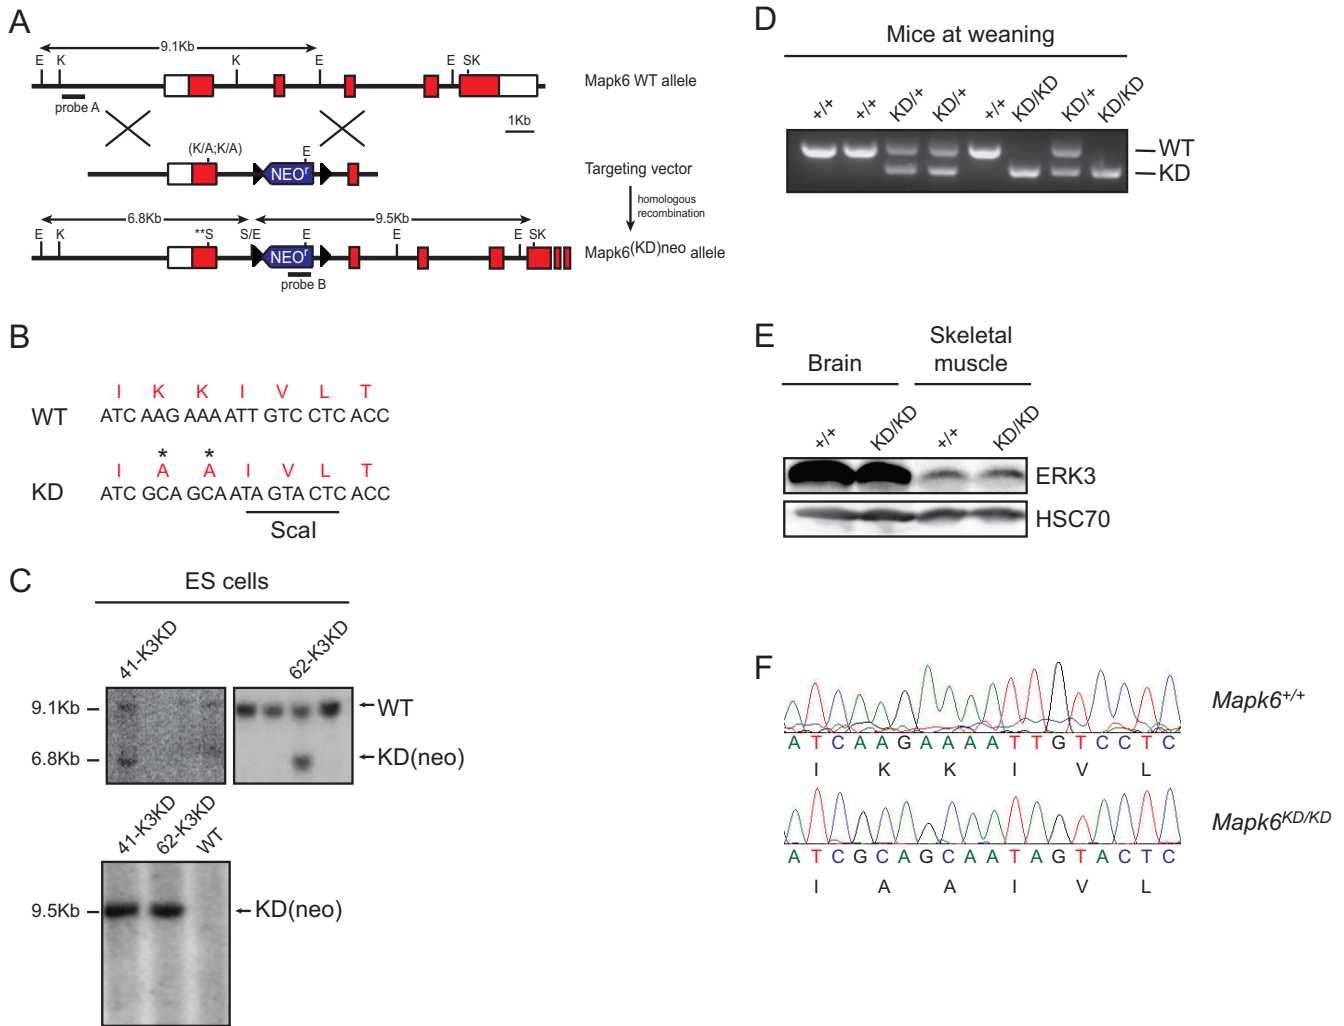 A
9.1Kb
E K K E E SK
Mapk6 WT allele
probe A
1Kb
(K/A;K/A)
E
NEOʳ
Targeting vector
homologous
recombination
6.8Kb 9.5Kb
E K **S S/E E E E SK
NEOʳ
Mapk6(KD)neo allele
probe B
B
I K K I V L T
WT ATC AAG AAA ATT GTC CTC ACC
* *
I A A I V L T
KD ATC GCA GCA ATA GTA CTC ACC
ScaI
C
ES cells
41-K3KD 62-K3KD
9.1Kb WT
6.8Kb KD(neo)
41-K3KD 62-K3KD WT
9.5Kb KD(neo)
D
Mice at weaning
+/+ +/+ KD/+ KD/+ +/+ KD/KD KD/+ KD/KD
WT
KD
E
Brain Skeletal
muscle
+/+ KD/KD +/+ KD/KD
ERK3
HSC70
F
Mapk6+/+
A T C A A G A A A A T T G T C C T C
I K K I V L
Mapk6KD/KD
A T C G C A G C A A T A G T A C T C
I A A I V L